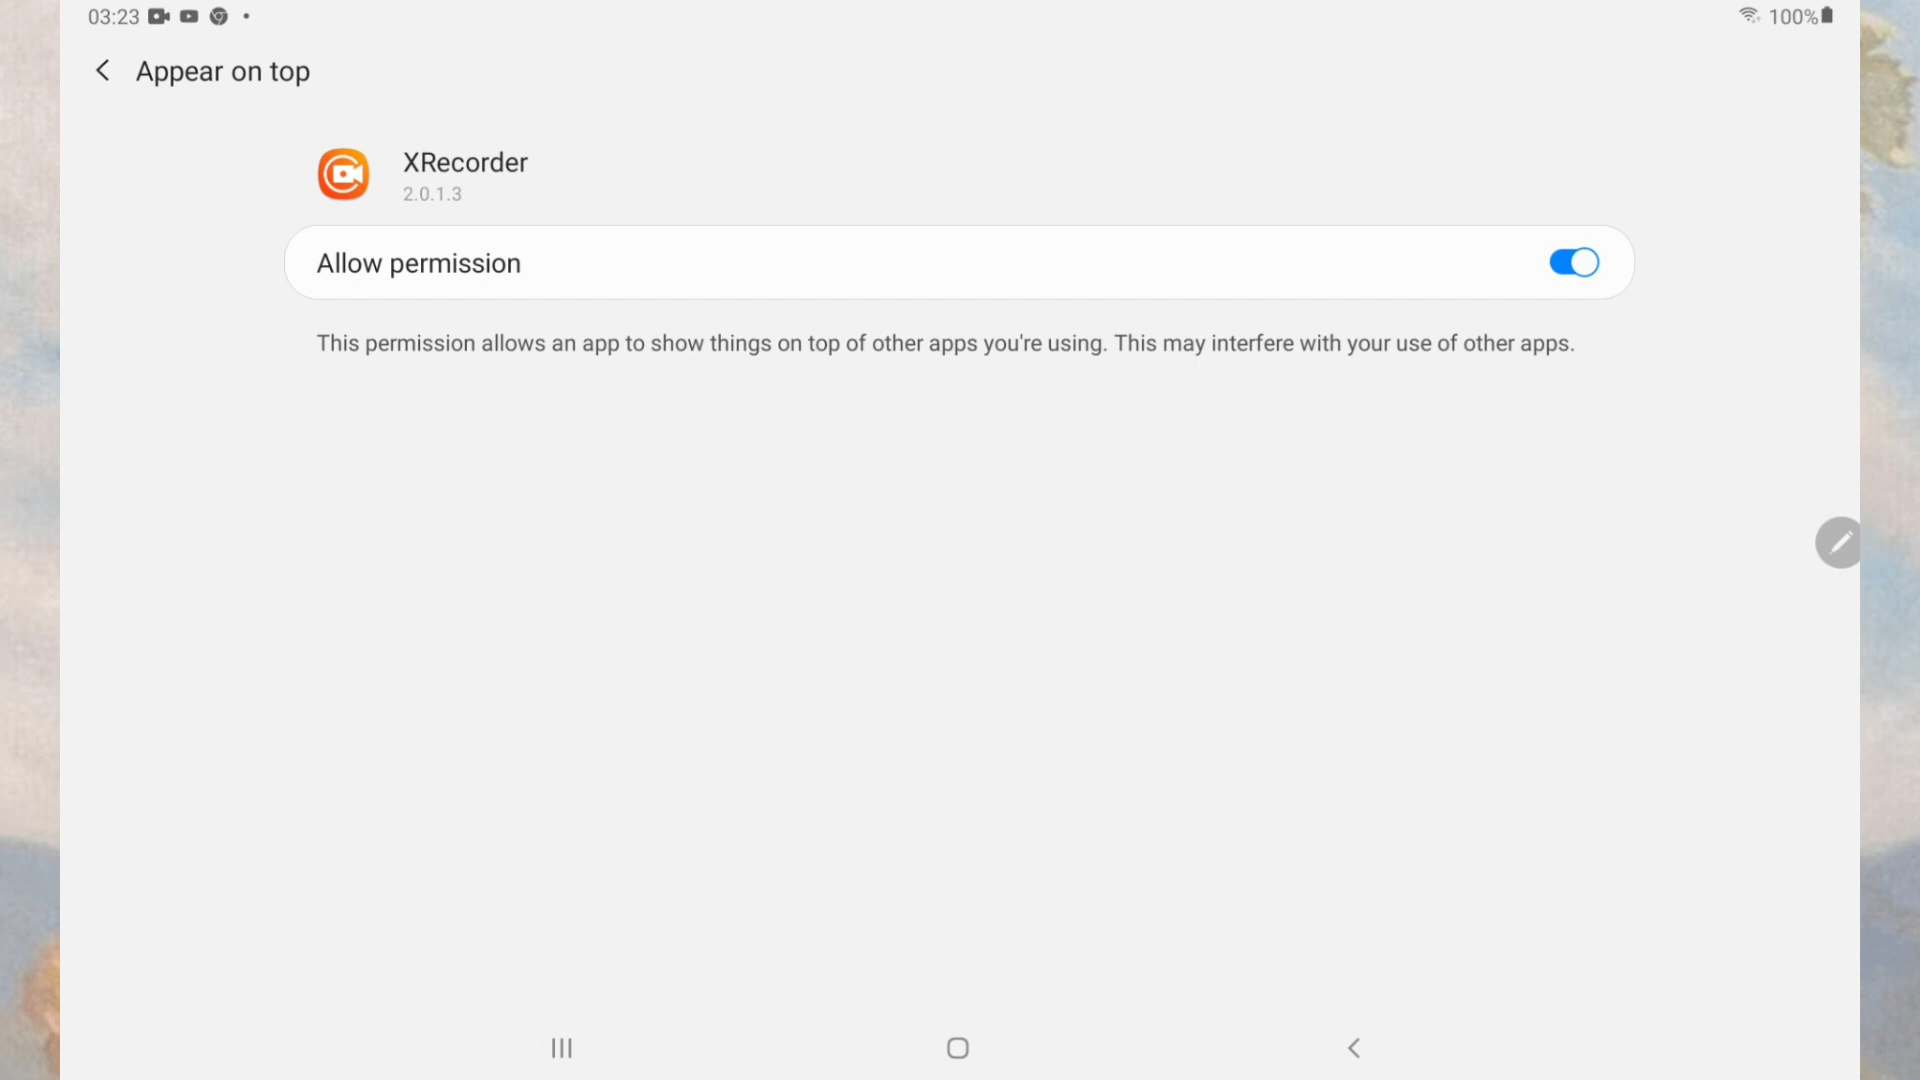 03:23
100%
Appear on top
XRecorder
2.0.1.3
Allow permission
This permission allows an app to show things on top of other apps you're using. This may interfere with your use of other apps.